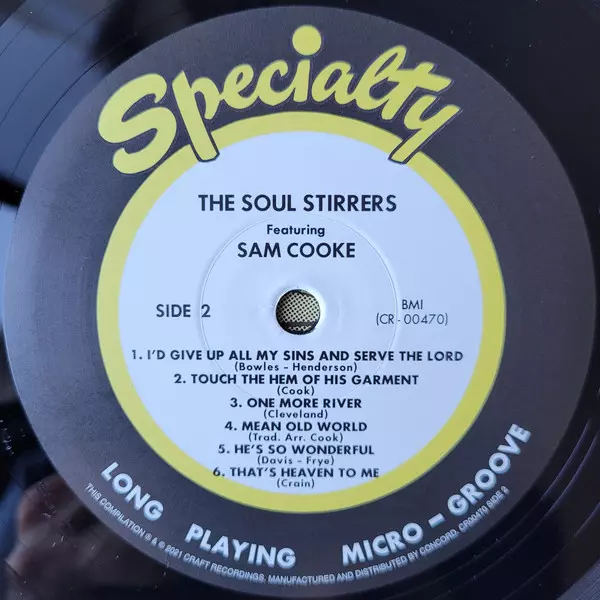 Specialty
THE SOUL STIRRERS
Featuring
SAM COOKE
SIDE 2
BMI
(CR-00470)
1. I'D GIVE UP ALL MY SINS AND SERVE THE LORD
(Bowles - Henderson)
2. TOUCH THE HEM OF HIS GARMENT
(Cook)
3. ONE MORE RIVER
(Cleveland)
4. MEAN OLD WORLD
(Trad. Arr. Cook)
5. HE'S SO WONDERFUL
(Davis - Frye)
6. THAT'S HEAVEN TO ME
(Crain)
LONG PLAYING MICRO-GROOVE
THIS COMPILATION ℗ & © 2021 CRAFT RECORDINGS. MANUFACTURED AND DISTRIBUTED BY CONCORD. CR00470 SIDE 2